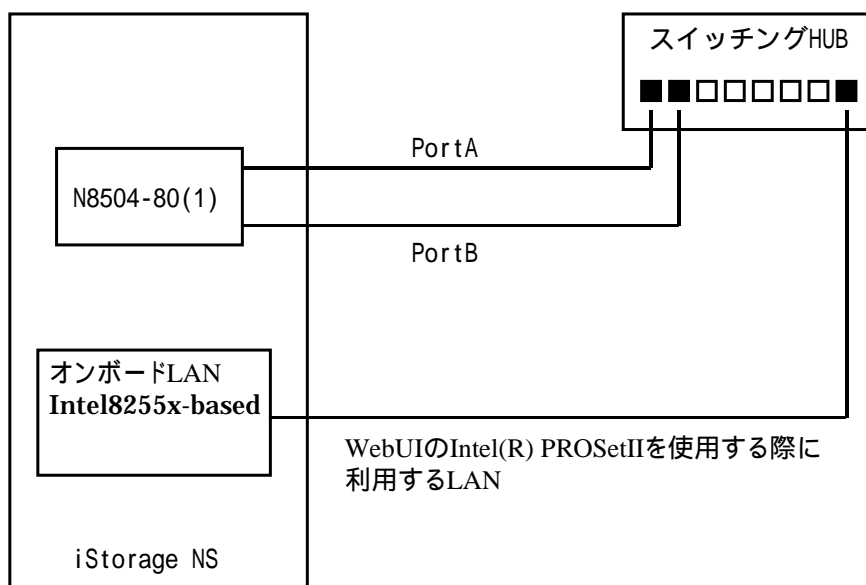 スイッチングHUB
PortA
N8504-80(1)
PortB
オンボードLAN
Intel8255x-based
WebUIのIntel(R) PROSetIIを使用する際に
利用するLAN
iStorage NS